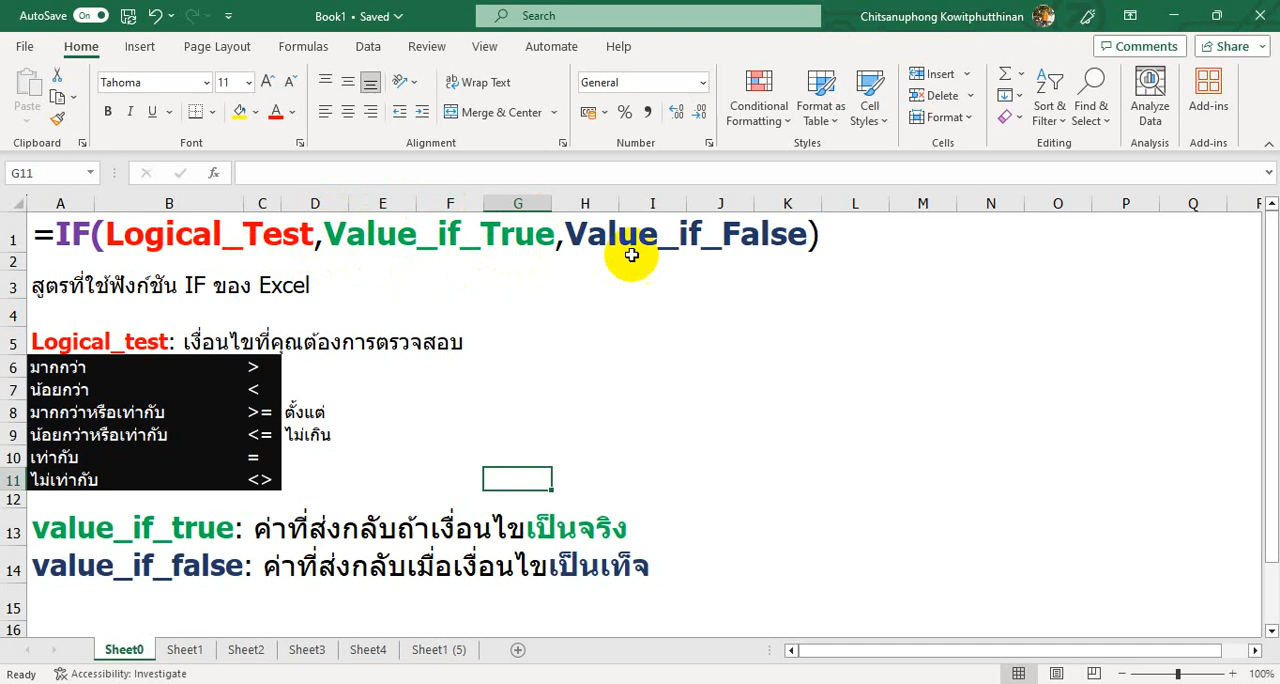 AutoSave On Book1 • Saved Search Chitsanuphong Kowitphutthinan
File Home Insert Page Layout Formulas Data Review View Automate Help Comments Share
Paste Tahoma 11 Wrap Text General Conditional Formatting Format as Table Cell Styles Insert Sort & Filter Find & Select Analyze Data Add-ins
B I U Merge & Center % Delete
Format
Clipboard Font Alignment Number Styles Cells Editing Analysis Add-ins
G11 fx
A B C D E F G H I J K L M N O P Q
1 =IF(Logical_Test,Value_if_True,Value_if_False)
2
3 สูตรที่ใช้ฟังก์ชัน IF ของ Excel
4
5 Logical_test: เงื่อนไขที่คุณต้องการตรวจสอบ
6 มากกว่า >
7 น้อยกว่า <
8 มากกว่าหรือเท่ากับ >= ตั้งแต่
9 น้อยกว่าหรือเท่ากับ <= ไม่เกิน
10 เท่ากับ =
11 ไม่เท่ากับ <>
12
13 value_if_true: ค่าที่ส่งกลับถ้าเงื่อนไขเป็นจริง
14 value_if_false: ค่าที่ส่งกลับเมื่อเงื่อนไขเป็นเท็จ
15
16
Sheet0 Sheet1 Sheet2 Sheet3 Sheet4 Sheet1 (5)
Ready Accessibility: Investigate 100%